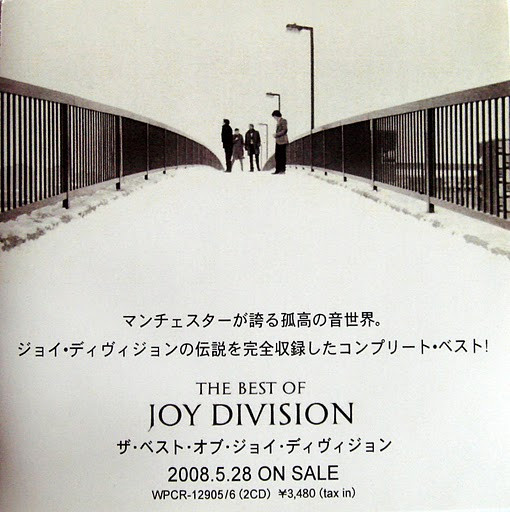 マンチェスターが誇る孤高の音世界。
ジョイ・ディヴィジョンの伝説を完全収録したコンプリート・ベスト!
THE BEST OF
JOY DIVISION
ザ・ベスト・オブ・ジョイ・ディヴィジョン
2008.5.28 ON SALE
WPCR-12905/6 (2CD) ¥3,480 (tax in)